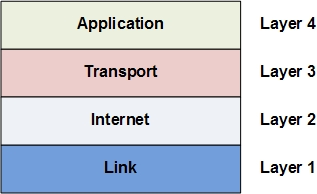 Application Layer 4
Transport Layer 3
Internet Layer 2
Link Layer 1